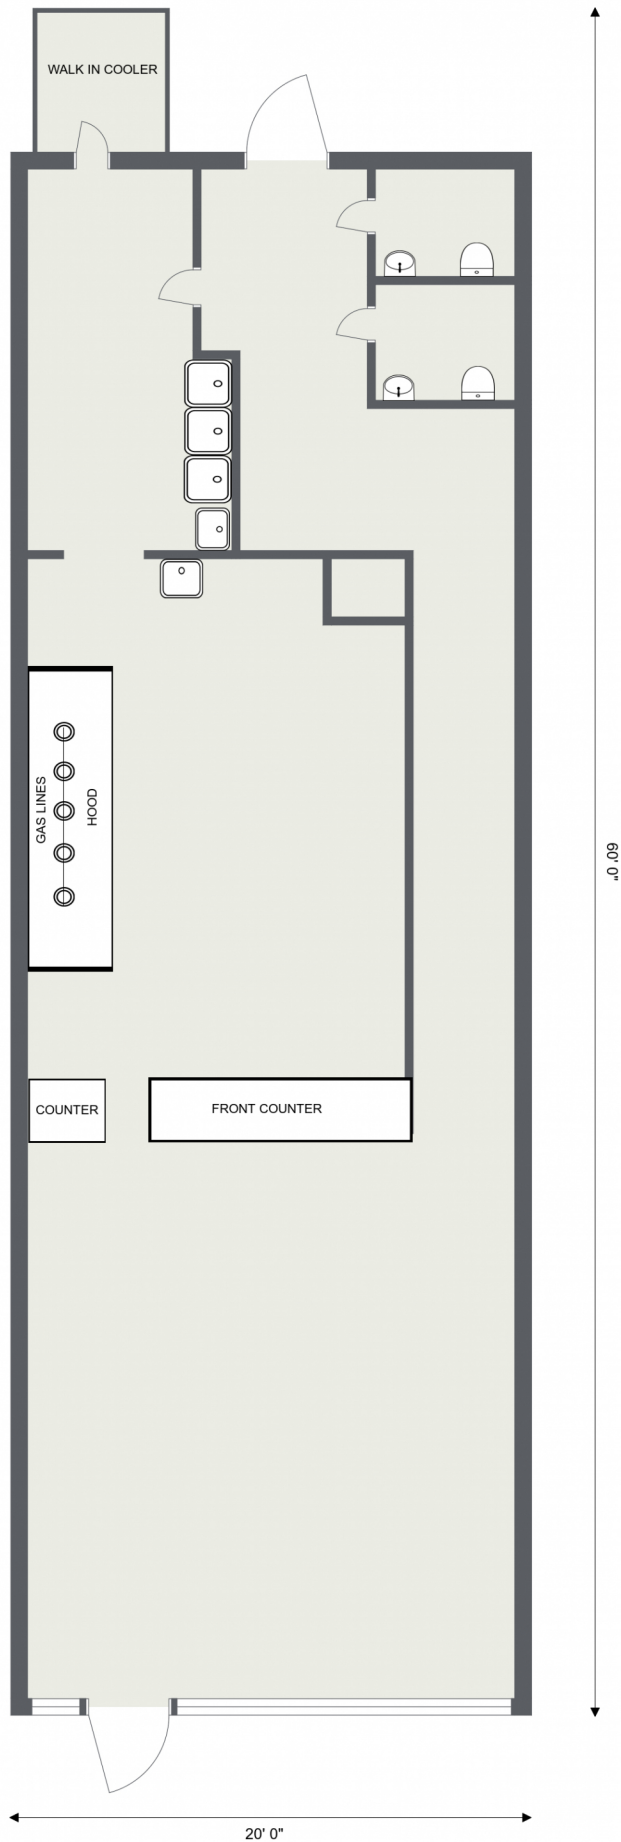 WALK IN COOLER
GAS LINES
HOOD
60' 0"
COUNTER
FRONT COUNTER
20' 0"